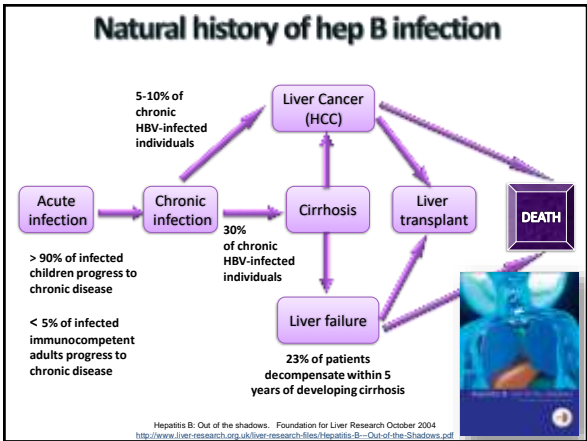 Natural history of hep B infection
5-10% of
chronic
HBV-infected
individuals
Liver Cancer
(HCC)
Acute
infection
Chronic
infection
Cirrhosis
Liver
transplant
DEATH
30%
of chronic
HBV-infected
individuals
> 90% of infected
children progress to
chronic disease
< 5% of infected
immunocompetent
adults progress to
chronic disease
Liver failure
23% of patients
decompensate within 5
years of developing cirrhosis
Hepatitis B: Out of the shadows. Foundation for Liver Research October 2004
http://www.liver-research.org.uk/liver-research-files/Hepatitis-B---Out-of-the-Shadows.pdf